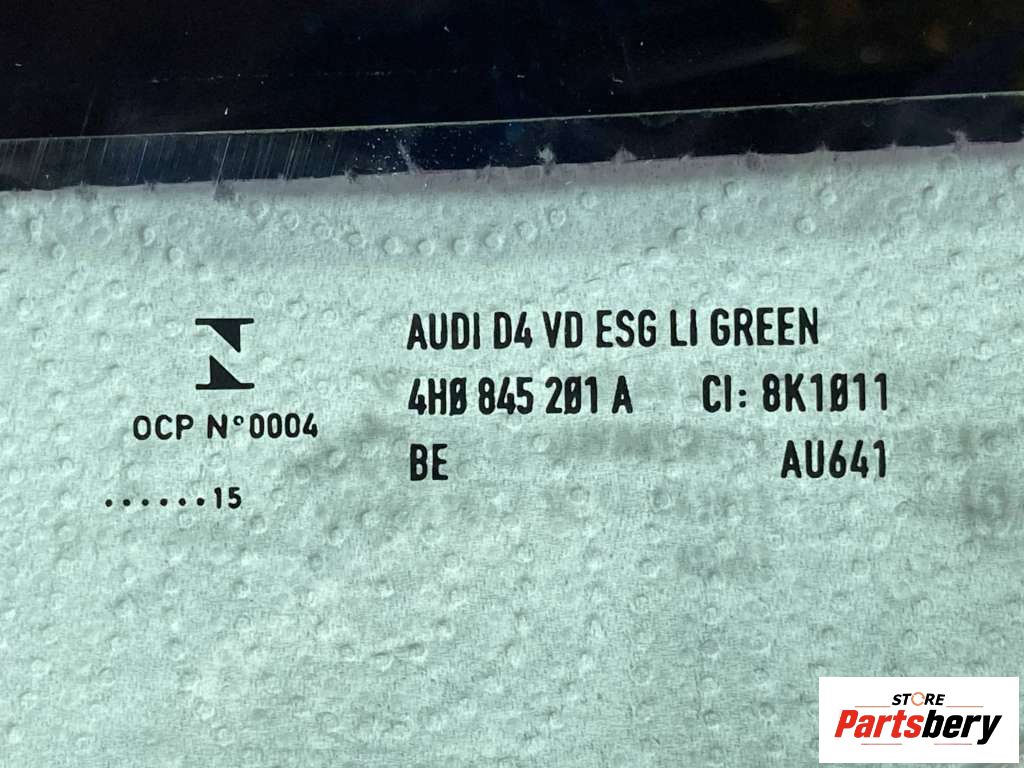 AUDI D4 VD ESG LI GREEN
4H0 845 201 A CI: 8K1011
BE AU641
OCP N°0004
......15
STORE
Partsbery